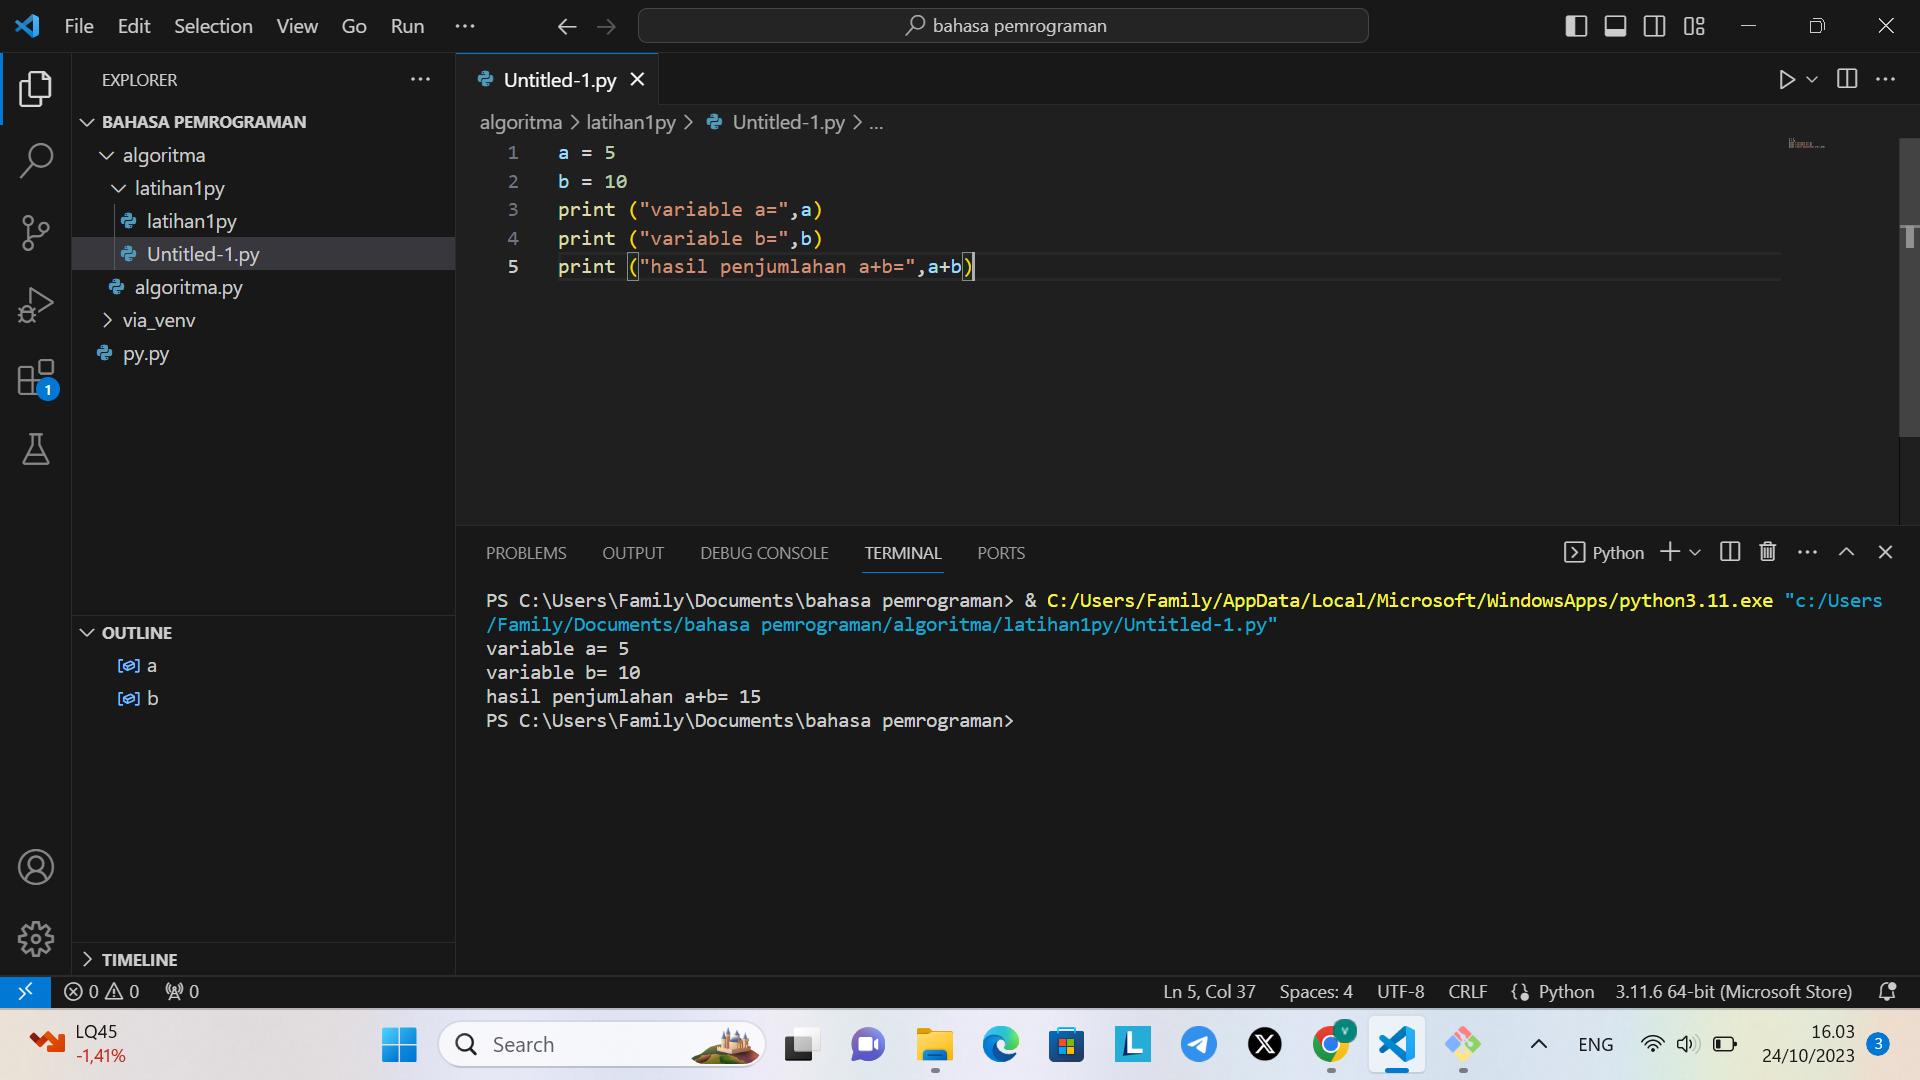 File Edit Selection View Go Run ... bahasa pemrograman
EXPLORER ...
BAHASA PEMROGRAMAN
algoritma
latihan1py
latihan1py
Untitled-1.py
algoritma.py
via_venv
py.py
1
OUTLINE
a
b
TIMELINE
Untitled-1.py
algoritma > latihan1py > Untitled-1.py > ...
1 a = 5
2 b = 10
3 print ("variable a=",a)
4 print ("variable b=",b)
5 print ("hasil penjumlahan a+b=",a+b)
PROBLEMS OUTPUT DEBUG CONSOLE TERMINAL PORTS Python
PS C:\Users\Family\Documents\bahasa pemrograman> & C:/Users/Family/AppData/Local/Microsoft/WindowsApps/python3.11.exe "c:/Users
/Family/Documents/bahasa pemrograman/algoritma/latihan1py/Untitled-1.py"
variable a= 5
variable b= 10
hasil penjumlahan a+b= 15
PS C:\Users\Family\Documents\bahasa pemrograman>
0 0 0 Ln 5, Col 37 Spaces: 4 UTF-8 CRLF Python 3.11.6 64-bit (Microsoft Store)
LQ45
-1,41%
Search
L
X
V
ENG
16.03
24/10/2023
3